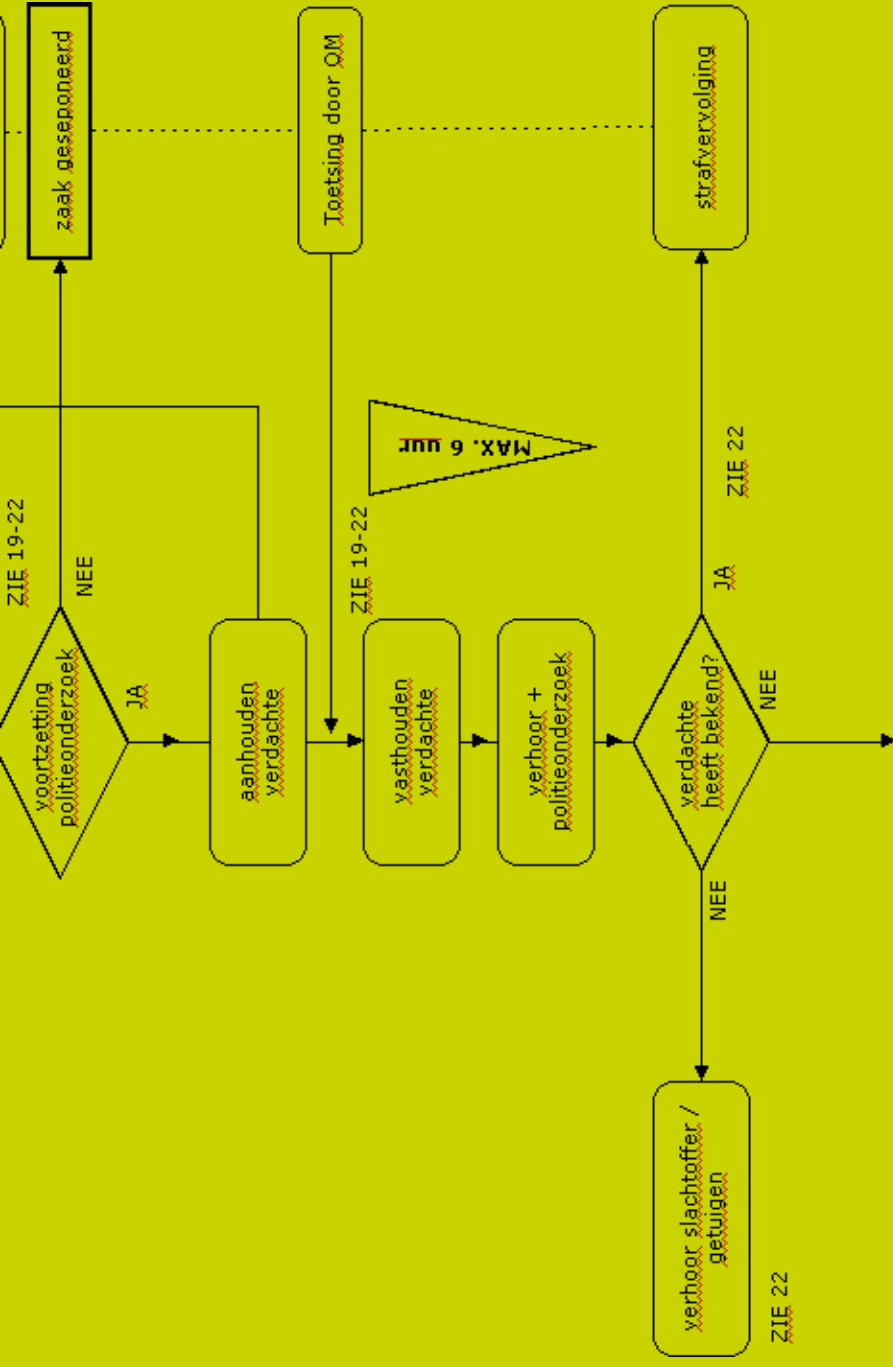 zaak geseponeerd
ZIE 19-22
NEE
voortzetting
politieonderzoek
JA
aanhouden
verdachte
Toetsing door OM
ZIE 19-22
MAX. 6 uur
vasthouden
verdachte
verhoor +
politieonderzoek
strafvervolging
ZIE 22
JA
verdachte
heeft bekend?
NEE
NEE
verhoor slachtoffer /
getuigen
ZIE 22